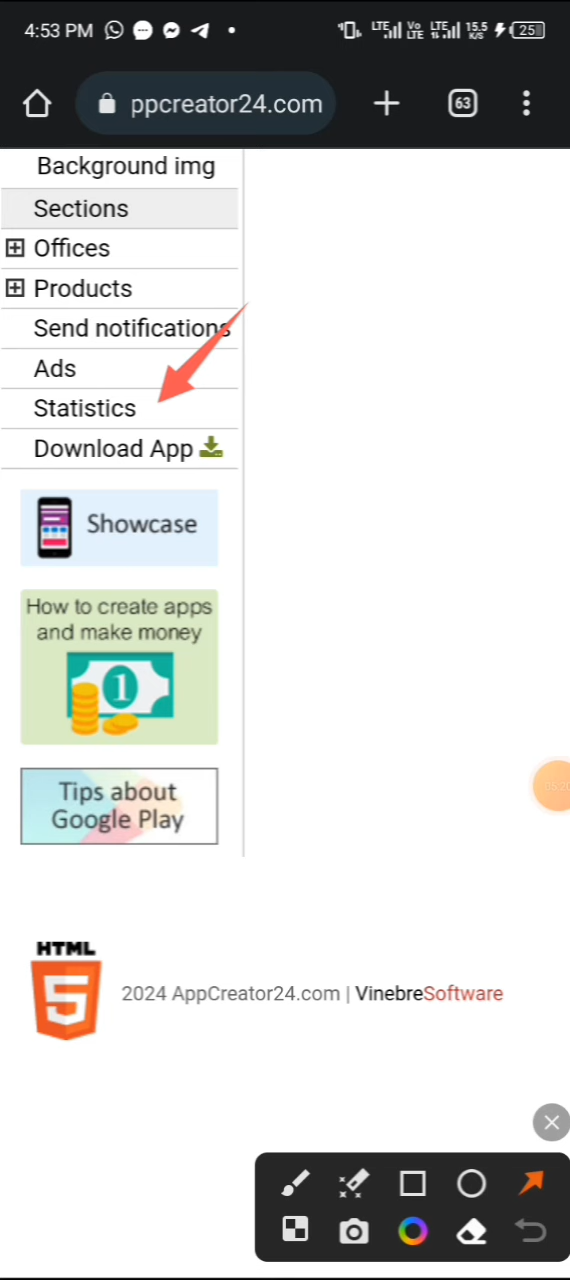 4:53 PM LTE Vo LTE LTE 15.5 K/S 25
ppcreator24.com 63
Background img
Sections
Offices
Products
Send notifications
Ads
Statistics
Download App
Showcase
How to create apps
and make money
1
Tips about
Google Play
HTML
5
2024 AppCreator24.com | VinebreSoftware